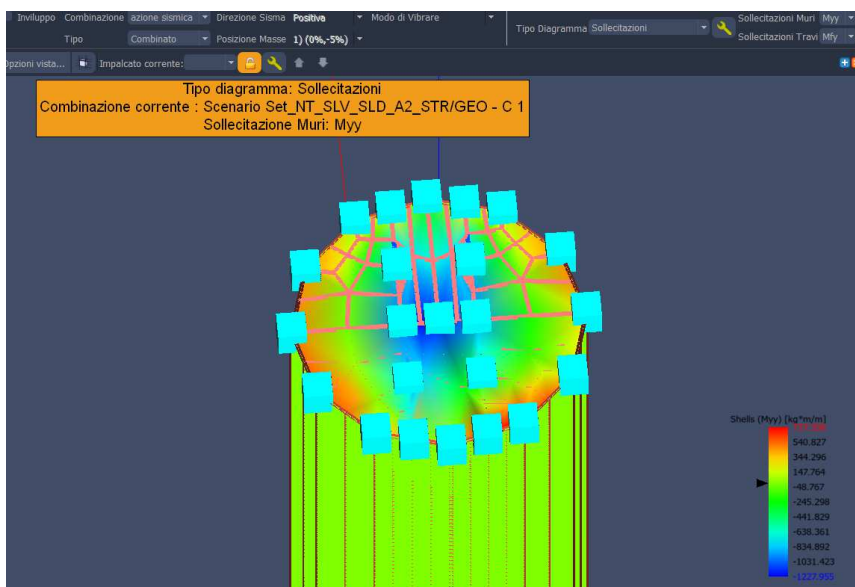 Inviluppo Combinazione azione sismica Direzione Sisma Positiva Modo di Vibrare
Tipo Combinato Posizione Masse 1) (0%,-5%)
Tipo Diagramma Sollecitazioni
Sollecitazioni Muri Myy
Sollecitazioni Travi Mfy
Opzioni vista... Impalcato corrente:
Tipo diagramma: Sollecitazioni
Combinazione corrente : Scenario Set_NT_SLV_SLD_A2_STR/GEO - C 1
Sollecitazione Muri: Myy
Shells (Myy) [kg*m/m]
540.827
344.296
147.764
-48.767
-245.298
-441.829
-638.361
-834.892
-1031.423
-1227.955